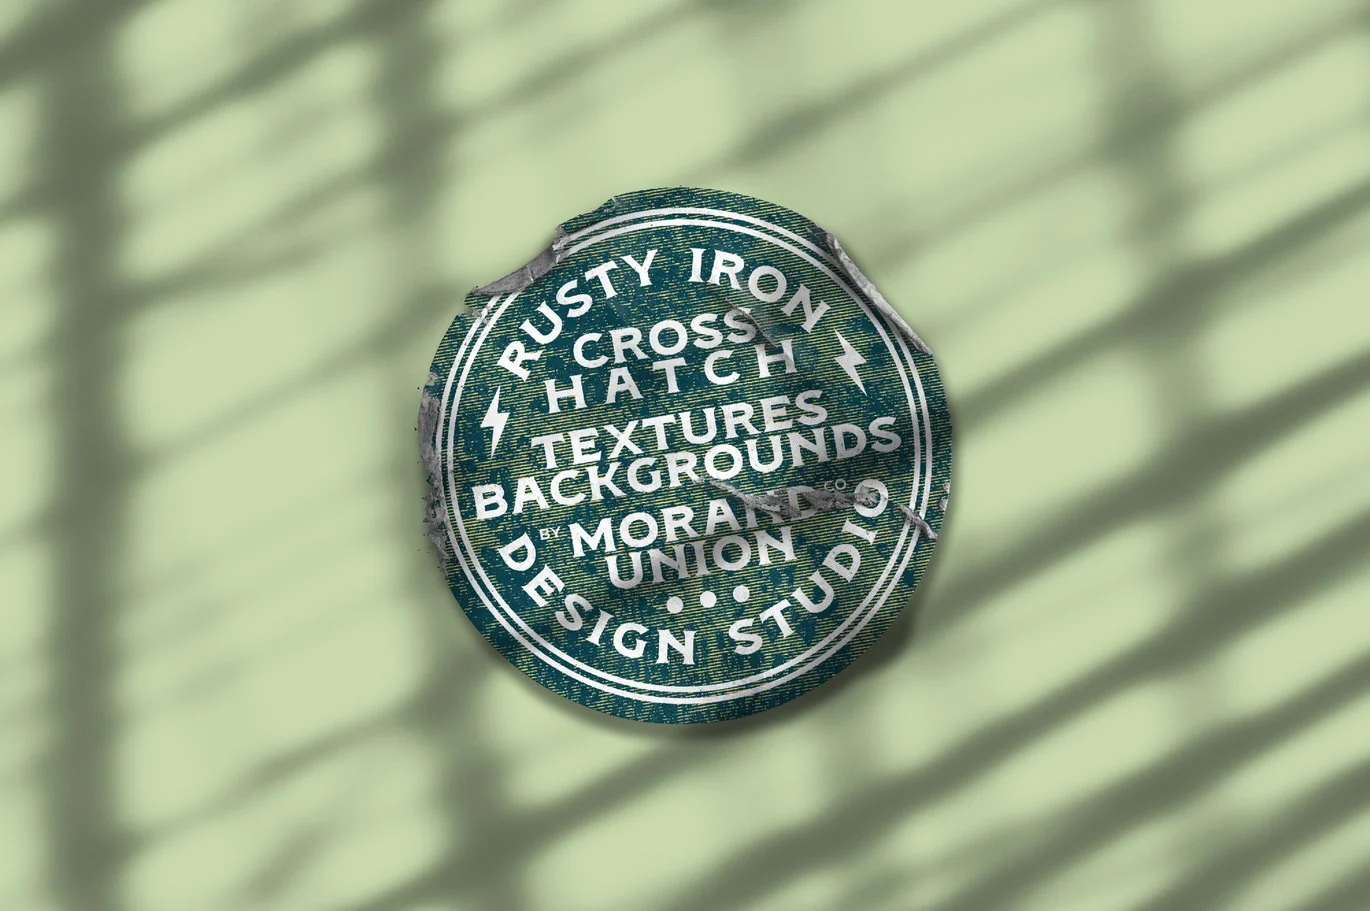 RUSTY IRON
CROSS
HATCH
TEXTURES
BACKGROUNDS
BY MORAND CO
UNION
DESIGN STUDIO